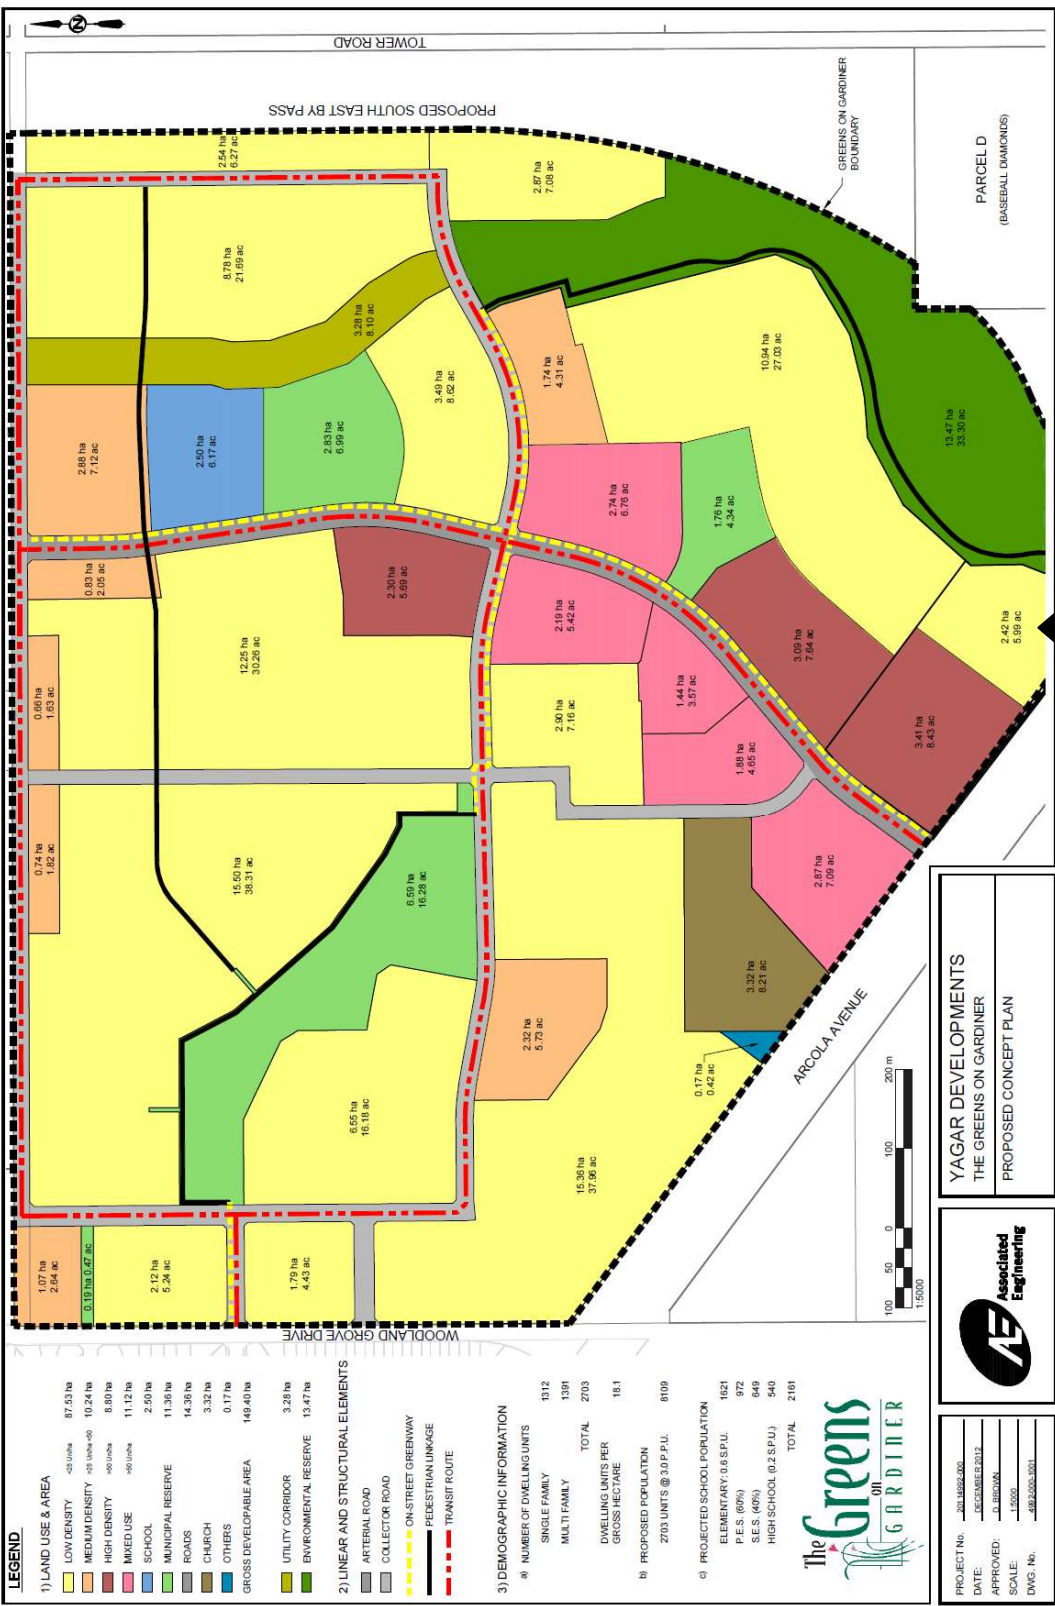 N
TOWER ROAD
PROPOSED SOUTH EAST BY PASS
GREENS ON GARDINER
BOUNDARY
PARCEL D
(BASEBALL DIAMONDS)
2.54 ha
6.27 ac
2.87 ha
7.08 ac
8.78 ha
21.69 ac
3.28 ha
8.10 ac
3.49 ha
8.62 ac
1.74 ha
4.31 ac
10.94 ha
27.03 ac
13.47 ha
33.30 ac
2.88 ha
7.12 ac
2.50 ha
6.17 ac
2.83 ha
6.99 ac
2.74 ha
6.76 ac
1.76 ha
4.34 ac
0.83 ha
2.05 ac
2.30 ha
5.69 ac
2.19 ha
5.42 ac
3.09 ha
7.64 ac
2.42 ha
5.99 ac
0.66 ha
1.63 ac
12.25 ha
30.26 ac
2.90 ha
7.16 ac
1.44 ha
3.57 ac
1.88 ha
4.65 ac
3.41 ha
8.43 ac
0.74 ha
1.82 ac
15.50 ha
38.31 ac
6.59 ha
16.28 ac
2.87 ha
7.09 ac
3.32 ha
8.21 ac
2.32 ha
5.73 ac
0.17 ha
0.42 ac
6.55 ha
16.18 ac
15.36 ha
37.96 ac
1.07 ha
2.64 ac
0.19 ha 0.47 ac
2.12 ha
5.24 ac
1.79 ha
4.43 ac
ARCOLA AVENUE
WOODLAND GROVE DRIVE
LEGEND
1) LAND USE & AREA
LOW DENSITY <25 Un/ha 87.53 ha
MEDIUM DENSITY >25 Un/ha <50 10.24 ha
HIGH DENSITY >50 Un/ha 8.80 ha
MIXED USE >50 Un/ha 11.12 ha
SCHOOL 2.50 ha
MUNICIPAL RESERVE 11.36 ha
ROADS 14.36 ha
CHURCH 3.32 ha
OTHERS 0.17 ha
GROSS DEVELOPABLE AREA 149.40 ha
UTILITY CORRIDOR 3.28 ha
ENVIRONMENTAL RESERVE 13.47 ha
2) LINEAR AND STRUCTURAL ELEMENTS
ARTERIAL ROAD
COLLECTOR ROAD
ON-STREET GREENWAY
PEDESTRIAN LINKAGE
TRANSIT ROUTE
3) DEMOGRAPHIC INFORMATION
a) NUMBER OF DWELLING UNITS
SINGLE FAMILY 1312
MULTI FAMILY 1391
TOTAL 2703
DWELLING UNITS PER
GROSS HECTARE 18.1
b) PROPOSED POPULATION
2703 UNITS @ 3.0 P.P.U. 8109
c) PROJECTED SCHOOL POPULATION
ELEMENTARY: 0.6 S.P.U. 1621
P.E.S. (60%) 972
S.E.S. (40%) 649
HIGH SCHOOL (0.2 S.P.U.) 540
TOTAL 2161
The Greens
on
GARDINER
100 50 0 100 200 m
1:5000
YAGAR DEVELOPMENTS
THE GREENS ON GARDINER
PROPOSED CONCEPT PLAN
AE
Associated
Engineering
PROJECT No. 201 14992-000
DATE: DECEMBER 2012
APPROVED: D. BROWN
SCALE: 1:5000
DWG. No. 4992-000-1001